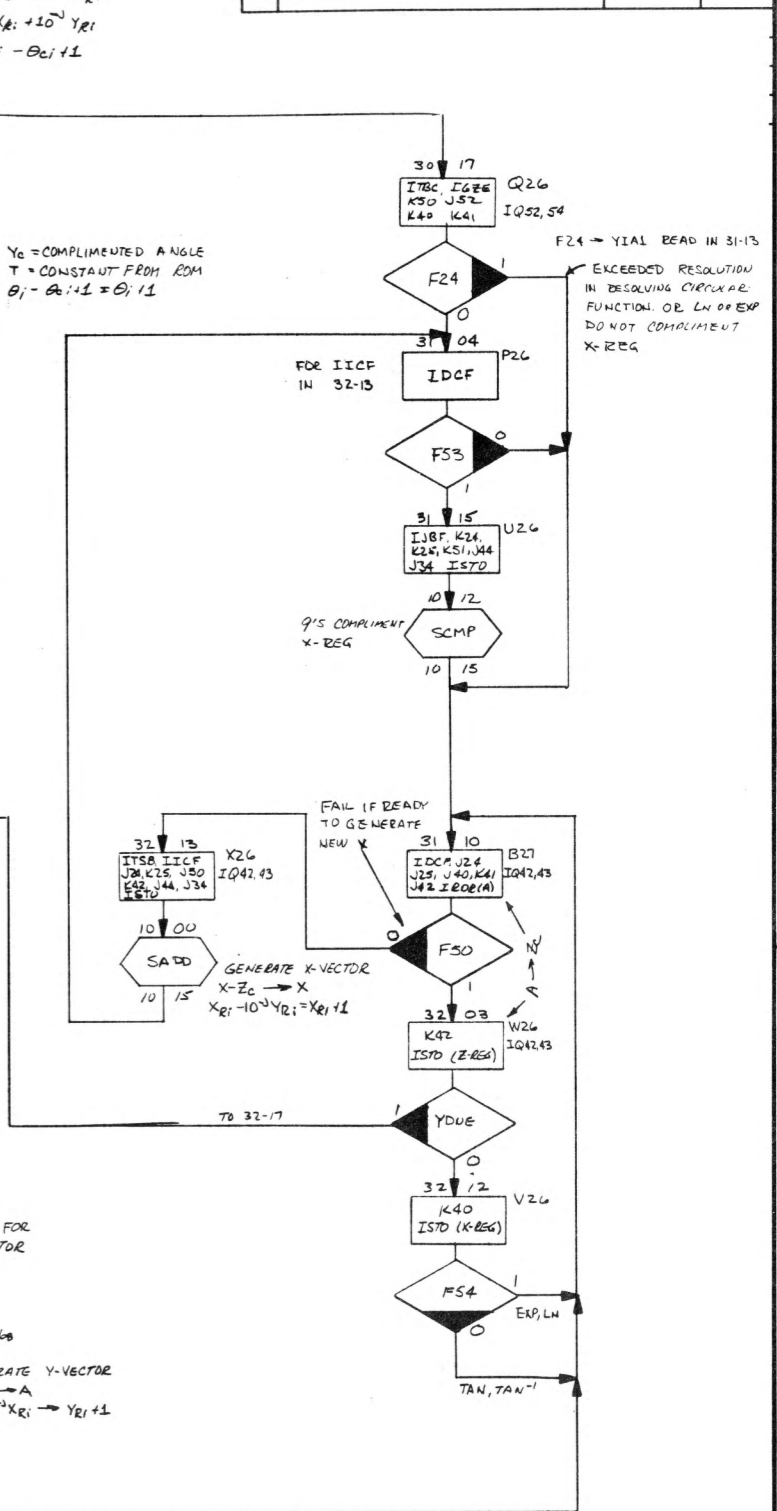 XRi +10^-J YRi
- θci +1
30 17
ITBC, IGZE
K50 J52
K40 K41
Q26
IQ52, 54
F24 → YIA1 READ IN 31-13
EXCEEDED RESOLUTION
IN RESOLVING CIRCULAR
FUNCTION. OR LN OR EXP
DO NOT COMPLIMENT
X-REG
Yc = COMPLIMENTED ANGLE
T = CONSTANT FROM ROM
θi - θci+1 = θi+1
F24
1
0
31 04
P26
FOR IICF
IN 32-13
IDCF
F53
0
1
31 15
U26
IJBF, K24,
K25, K51, J44
J34 ISTO
10 12
9'S COMPLIMENT
X-REG
SCMP
10 15
FAIL IF READY
TO GENERATE
NEW X
32 13
X26
IQ42,43
ITSB, IICF
J24, K25, J50
K42, J44, J34
ISTO
31 10
B27
IQ42,43
IDCF, J24
J25, J40, K41
J42 IROR(A)
10 00
SADD
10 15
GENERATE X-VECTOR
X-Zc → X
XRi -10^-J YRi = XRi +1
0
F50
1
A → Zc
32 03
W26
IQ42,43
K42
ISTO (Z-REG)
TO 32-17
1
YDUE
0
32 12
V26
K40
ISTO (X-REG)
F54
1
EXP, LN
0
TAN, TAN^-1
FOR
TOR
RATE Y-VECTOR
→ A
XRi → YRi +1